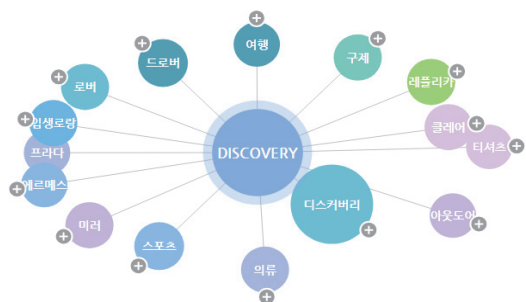 여행
드로버
구제
로버
레플리카
입생로랑
클레어
티셔츠
프라다
DISCOVERY
에르메스
디스커버리
미러
아웃도어
스포츠
의류